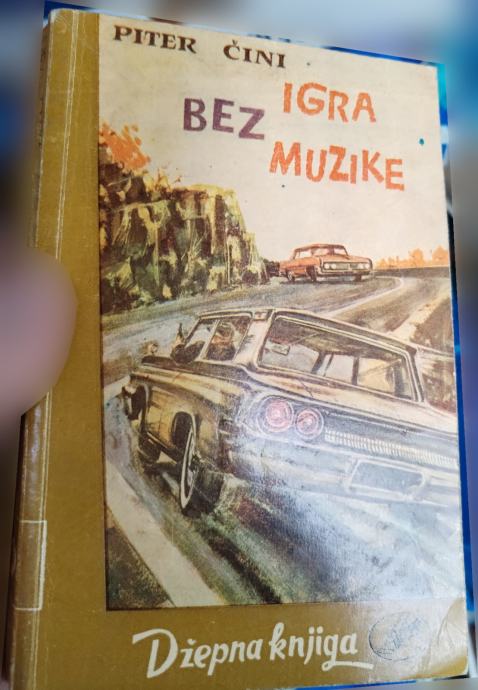 PITER ČINI
IGRA
BEZ
MUZIKE
Džepna knjiga